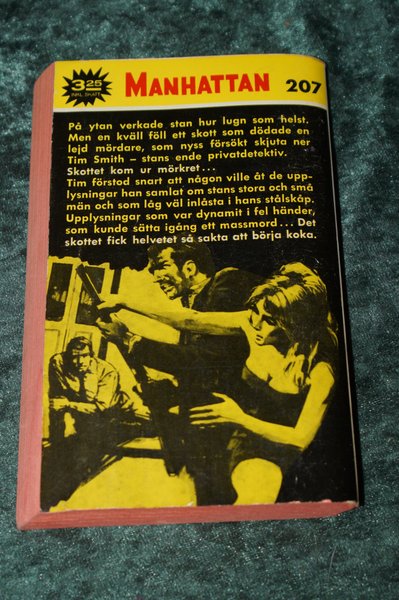 3 25
INKL SKATT
MANHATTAN 207
På ytan verkade stan hur lugn som helst.
Men en kväll föll ett skott som dödade en
lejd mördare, som nyss försökt skjuta ner
Tim Smith – stans ende privatdetektiv.
Skottet kom ur mörkret...
Tim förstod snart att någon ville åt de upp-
lysningar han samlat om stans stora och små
män och som låg väl inlåsta i hans stålskåp.
Upplysningar som var dynamit i fel händer,
som kunde sätta igång ett massmord... Det
skottet fick helvetet så sakta att börja koka.